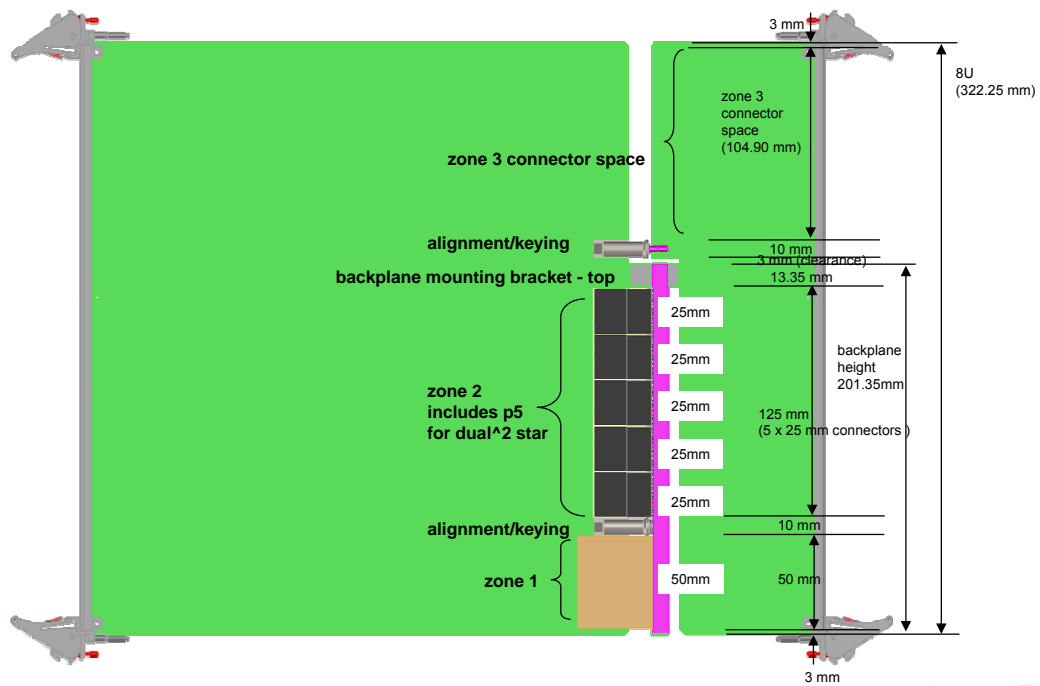 3 mm
8U
(322.25 mm)
zone 3
connector
space
(104.90 mm)
zone 3 connector space
alignment/keying
10 mm
3 mm (clearance)
backplane mounting bracket - top
13.35 mm
25mm
25mm
backplane
height
201.35mm
zone 2
includes p5
for dual^2 star
25mm
125 mm
(5 x 25 mm connectors )
25mm
25mm
alignment/keying
10 mm
zone 1
50mm
50 mm
3 mm